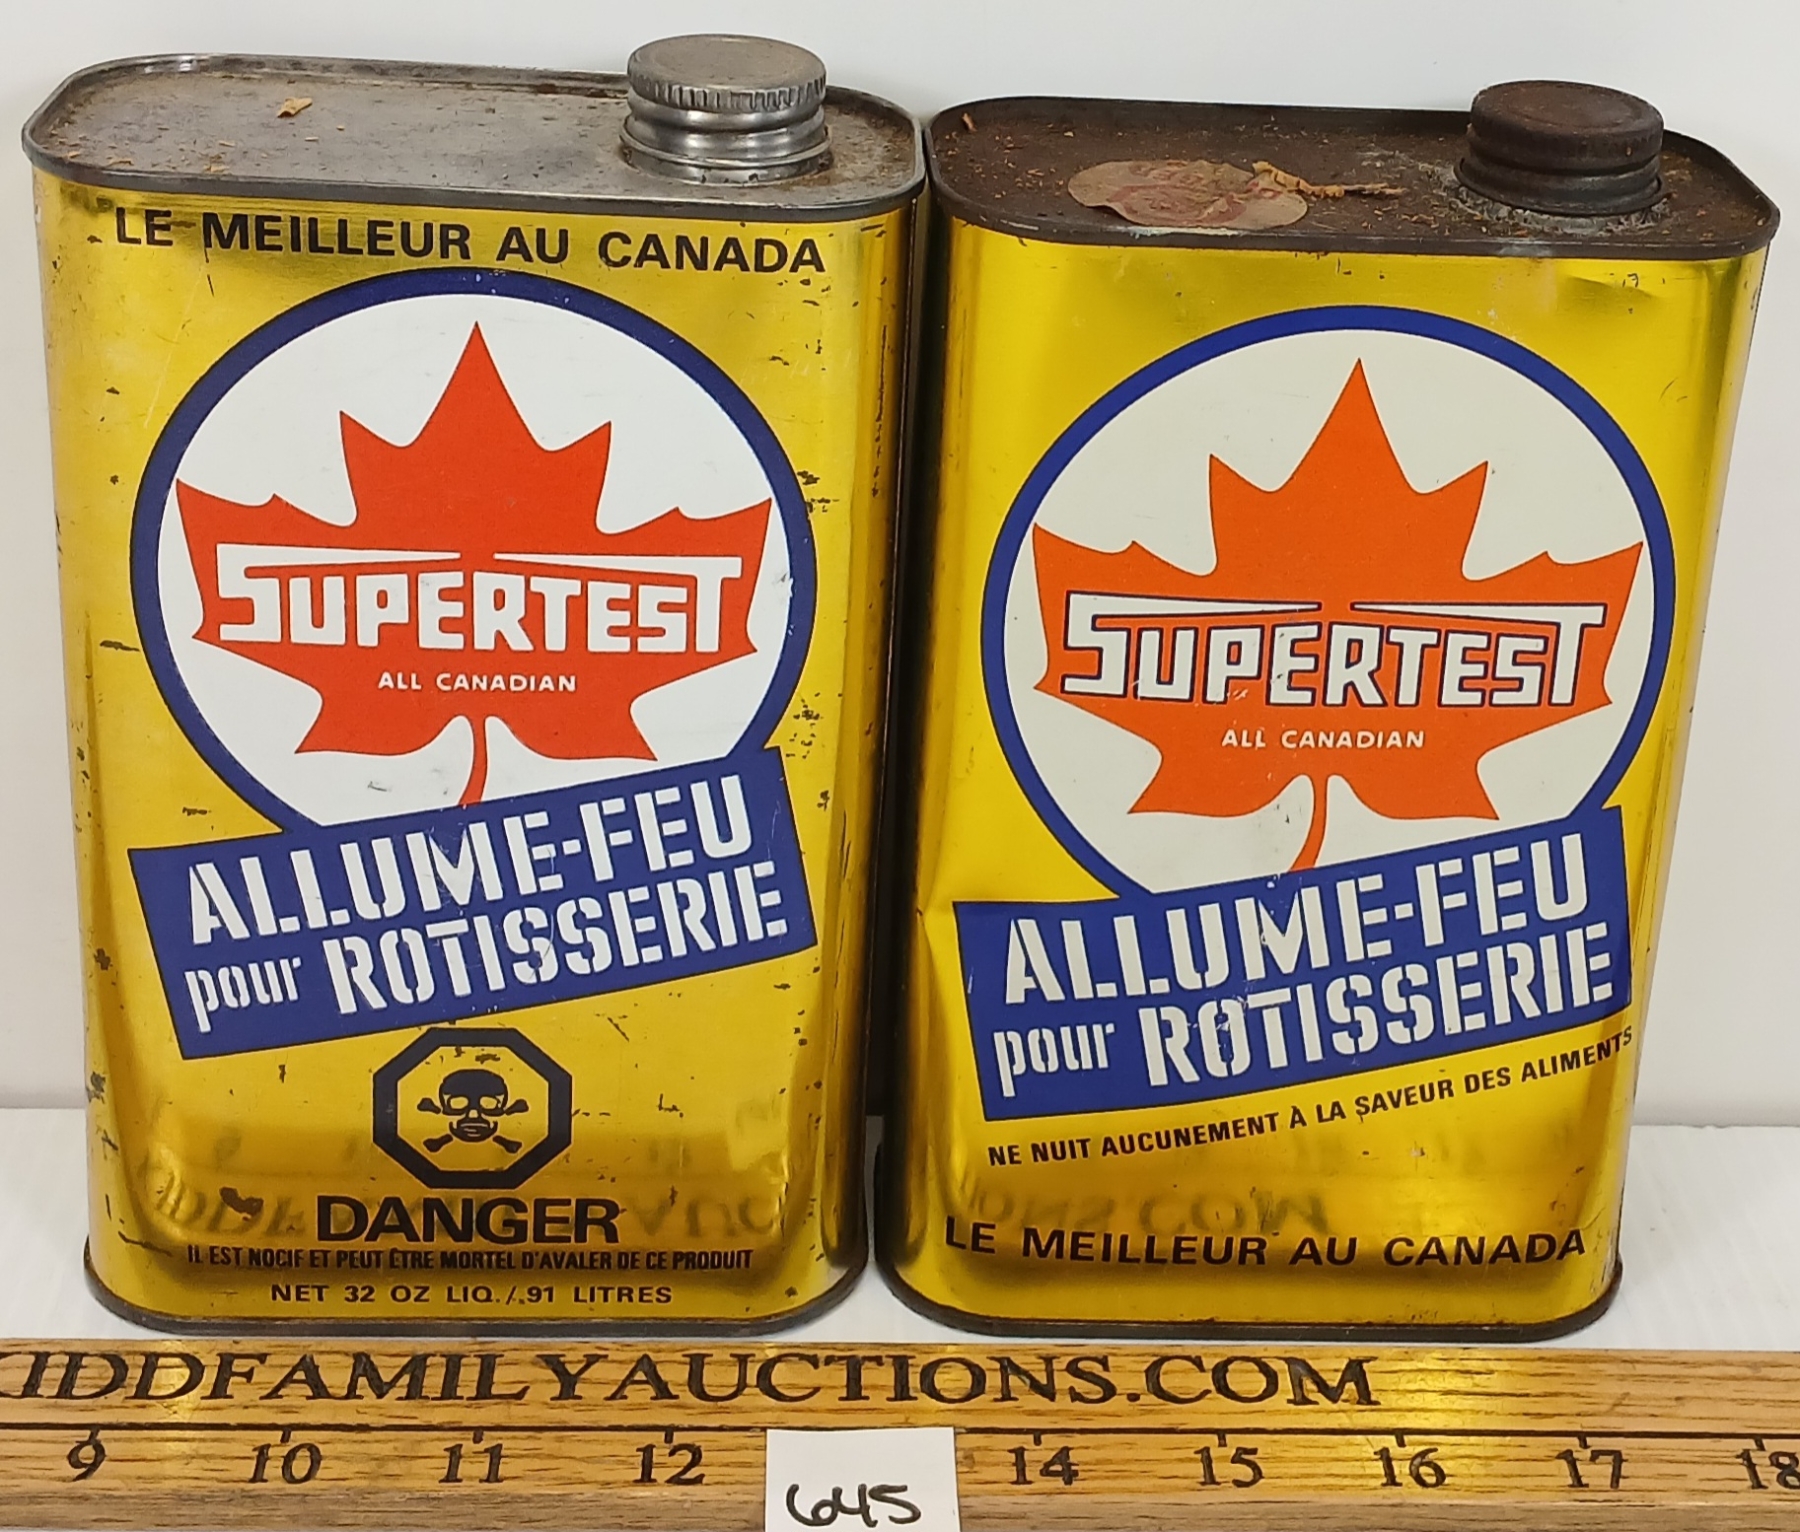 LE MEILLEUR AU CANADA
SUPERTEST
ALL CANADIAN
ALLUME-FEU
pour ROTISSERIE
DANGER
IL EST NOCIF ET PEUT ÊTRE MORTEL D'AVALER DE CE PRODUIT
NET 32 OZ LIQ./.91 LITRES
SUPERTEST
ALL CANADIAN
ALLUME-FEU
pour ROTISSERIE
NE NUIT AUCUNEMENT À LA SAVEUR DES ALIMENTS
LE MEILLEUR AU CANADA
KIDDFAMILYAUCTIONS.COM
9 10 11 12 14 15 16 17 18
645